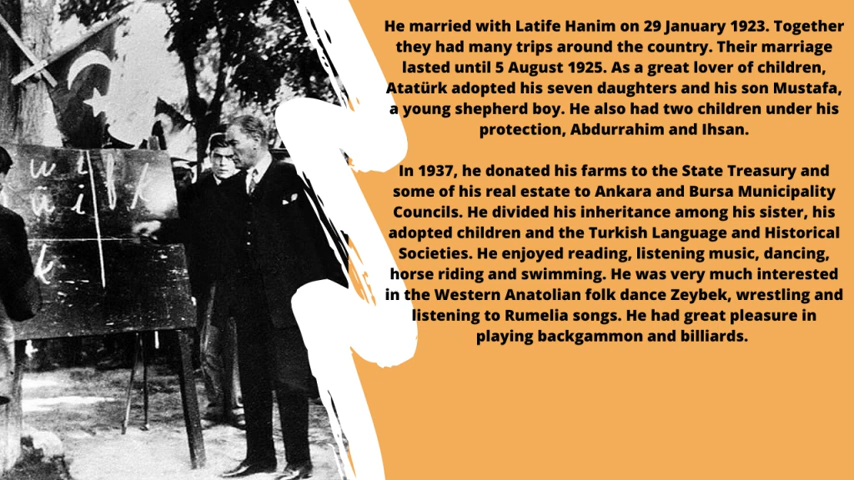 He married with Latife Hanim on 29 January 1923. Together
they had many trips around the country. Their marriage
lasted until 5 August 1925. As a great lover of children,
Atatürk adopted his seven daughters and his son Mustafa,
a young shepherd boy. He also had two children under his
protection, Abdurrahim and Ihsan.
In 1937, he donated his farms to the State Treasury and
some of his real estate to Ankara and Bursa Municipality
Councils. He divided his inheritance among his sister, his
adopted children and the Turkish Language and Historical
Societies. He enjoyed reading, listening music, dancing,
horse riding and swimming. He was very much interested
in the Western Anatolian folk dance Zeybek, wrestling and
listening to Rumelia songs. He had great pleasure in
playing backgammon and billiards.